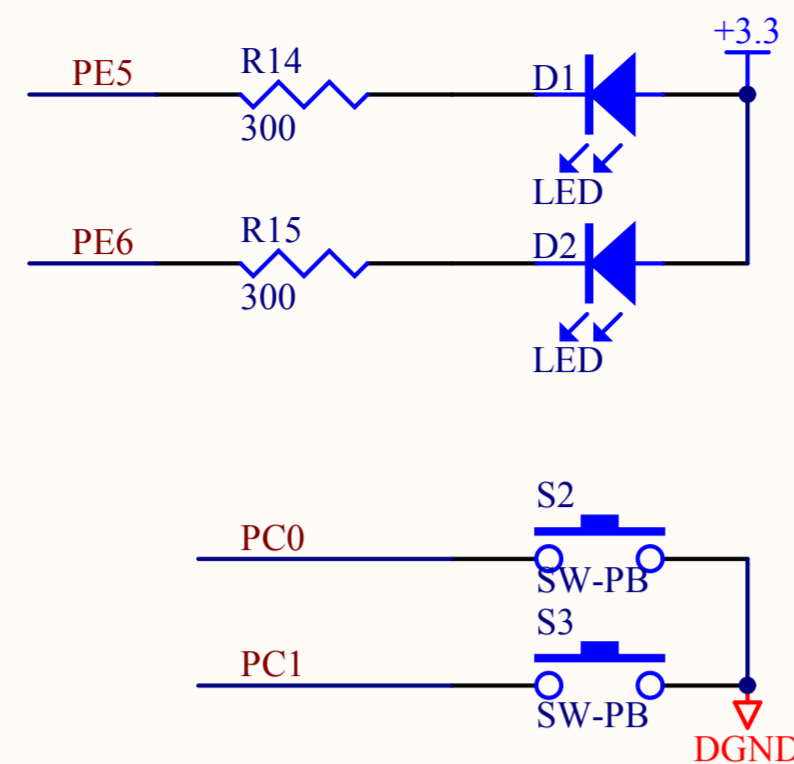 +3.3
PE5
R14
300
D1
LED
PE6
R15
300
D2
LED
S2
PC0
SW-PB
S3
PC1
SW-PB
DGND